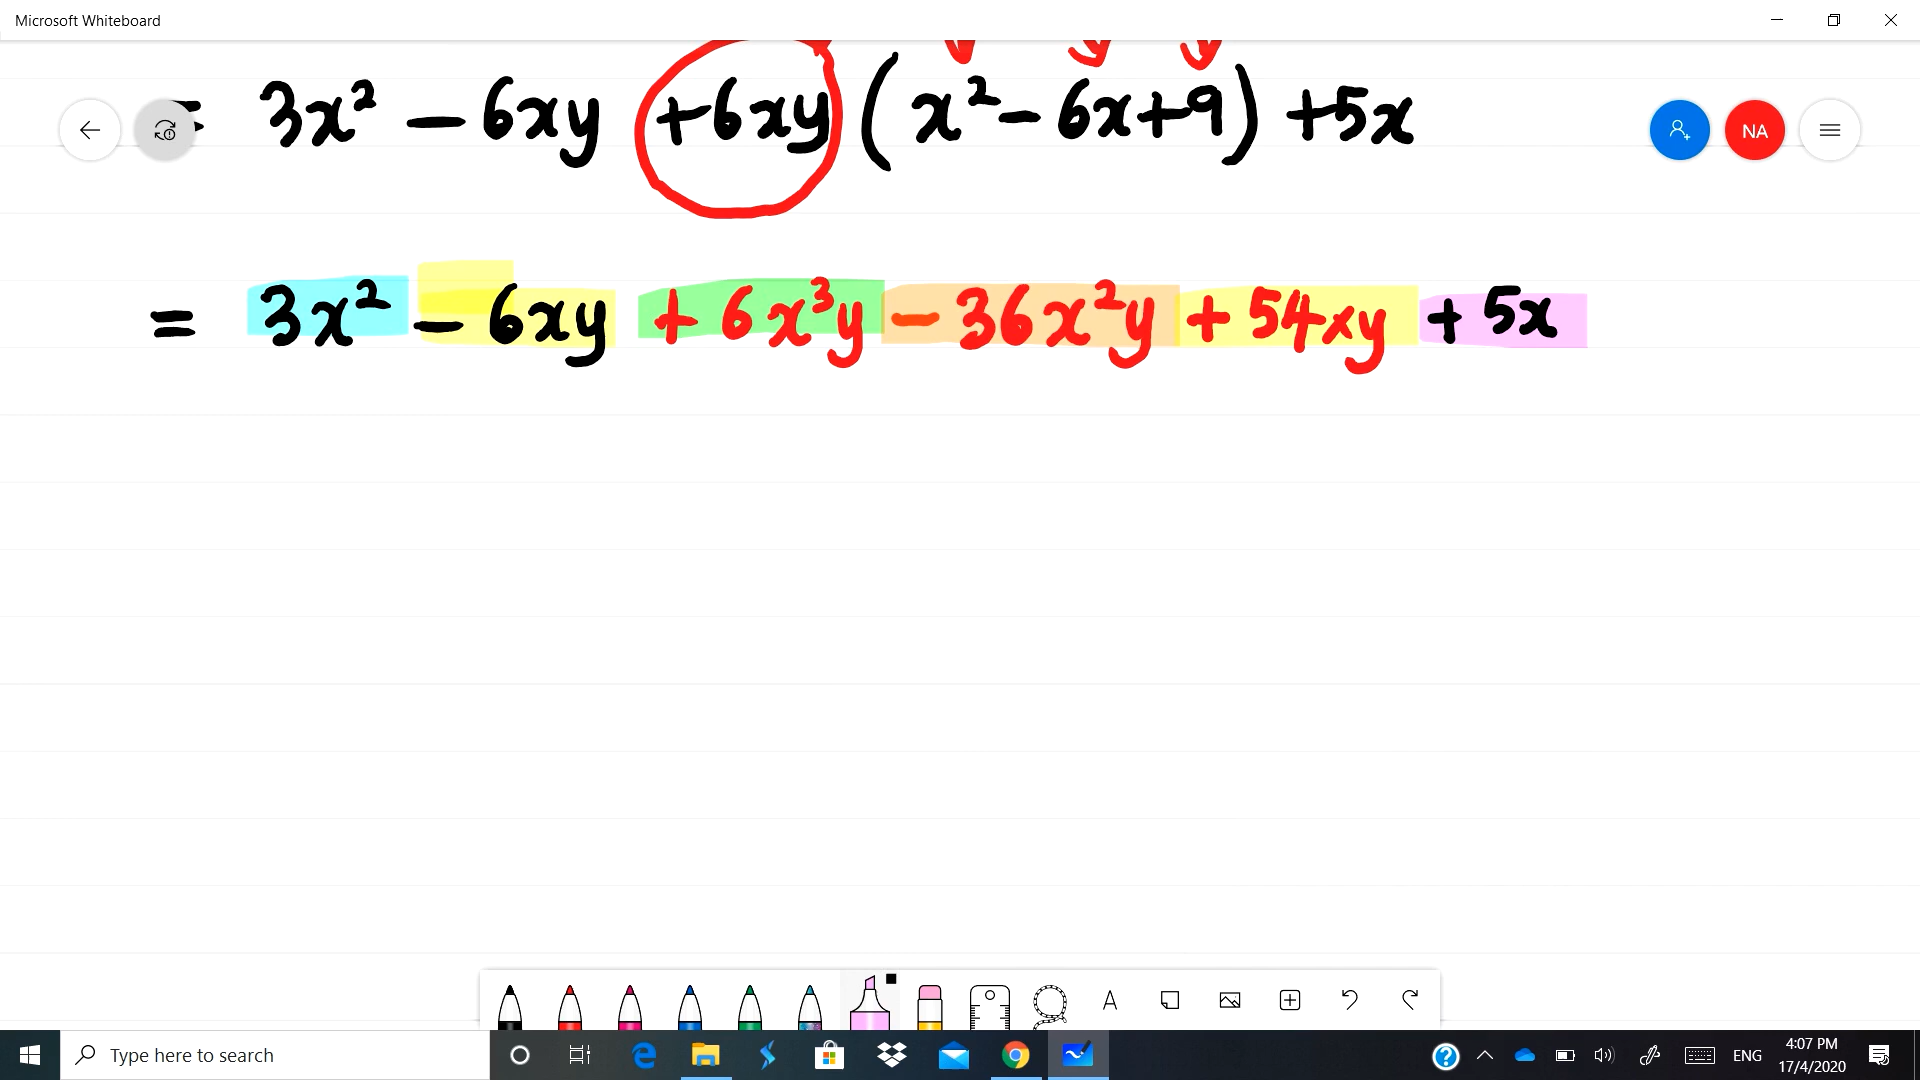 Microsoft Whiteboard
= 3x² - 6xy +6xy (x² - 6x+9) +5x
NA
= 3x² - 6xy + 6x³y - 36x²y + 54xy + 5x
Type here to search
ENG
4:07 PM
17/4/2020